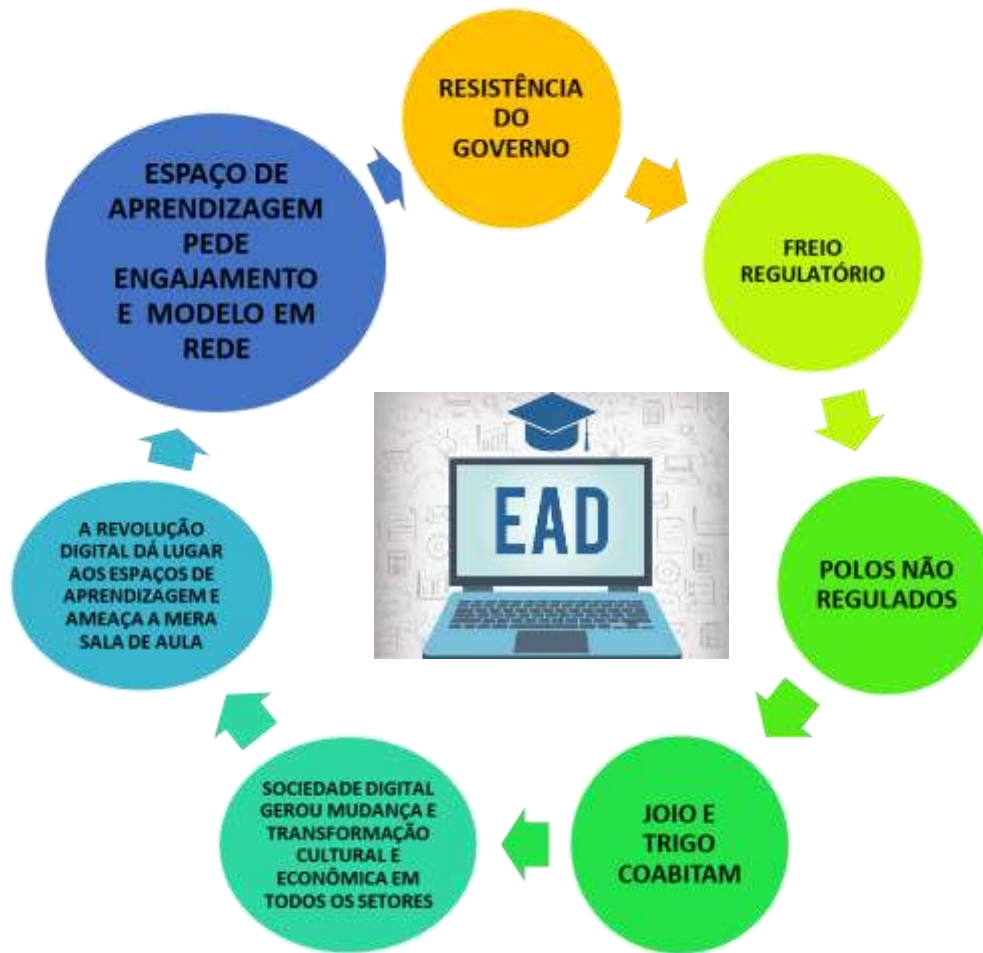 RESISTÊNCIA
DO
GOVERNO
FREIO
REGULATÓRIO
POLOS NÃO
REGULADOS
JOIO E
TRIGO
COABITAM
SOCIEDADE DIGITAL
GEROU MUDANÇA E
TRANSFORMAÇÃO
CULTURAL E
ECONÔMICA EM
TODOS OS SETORES
A REVOLUÇÃO
DIGITAL DÁ LUGAR
AOS ESPAÇOS DE
APRENDIZAGEM E
AMEAÇA A MERA
SALA DE AULA
ESPAÇO DE
APRENDIZAGEM
PEDE
ENGAJAMENTO
E MODELO EM
REDE
EAD